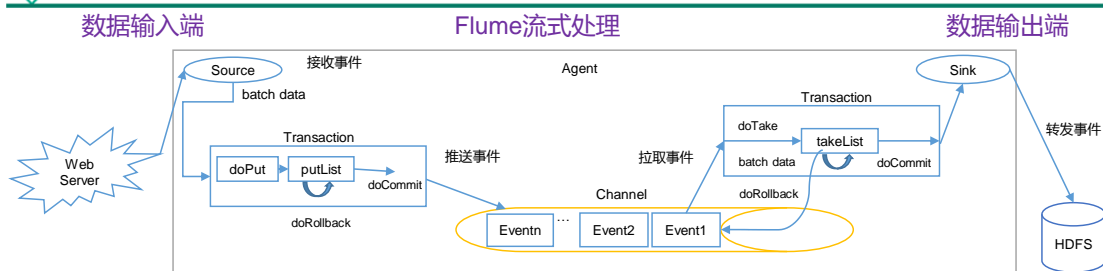 数据输入端
Flume流式处理
数据输出端
Source
接收事件
Agent
Sink
batch data
Transaction
doTake
takeList
batch data
doCommit
转发事件
Web
Server
Transaction
doPut
putList
doCommit
推送事件
拉取事件
doRollback
Channel
doRollback
Eventn
...
Event2
Event1
HDFS